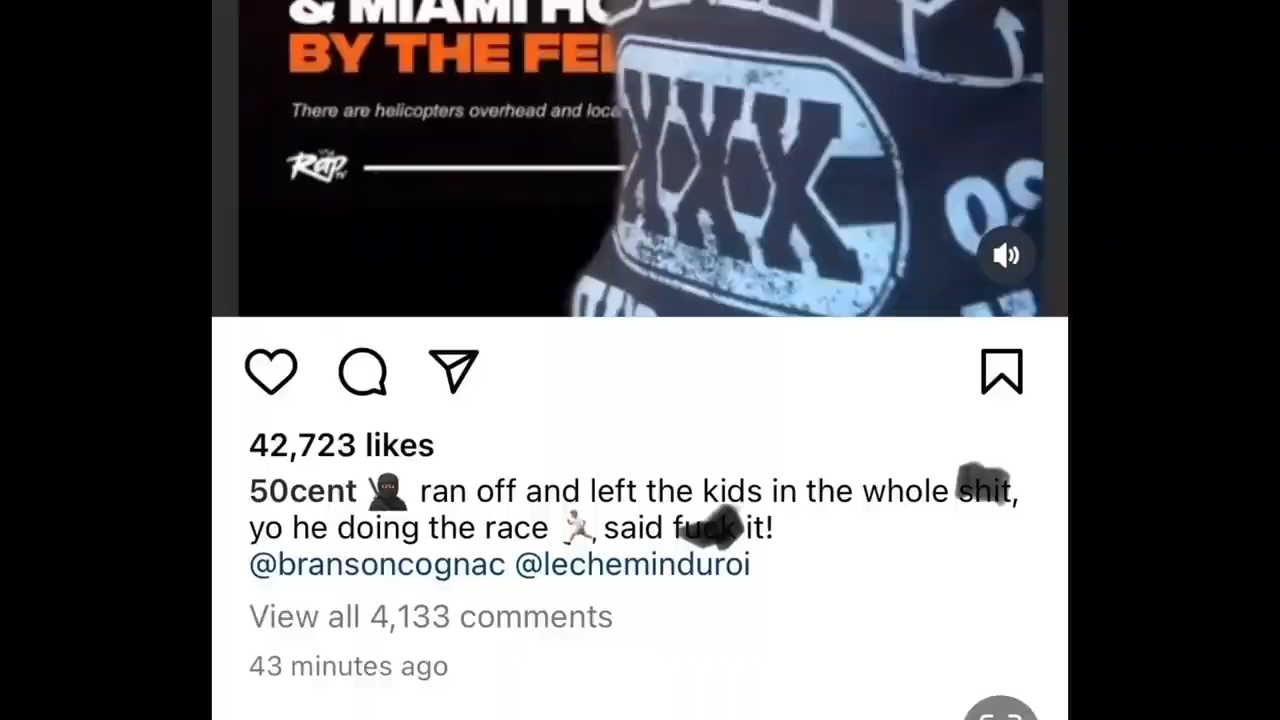 & MIAMI HO
BY THE FE
There are helicopters overhead and loca
Rap
XXX
42,723 likes
50cent 🥷🏿 ran off and left the kids in the whole shit,
yo he doing the race 🏃🏻 said fuck it!
@bransoncognac @lecheminduroi
View all 4,133 comments
43 minutes ago